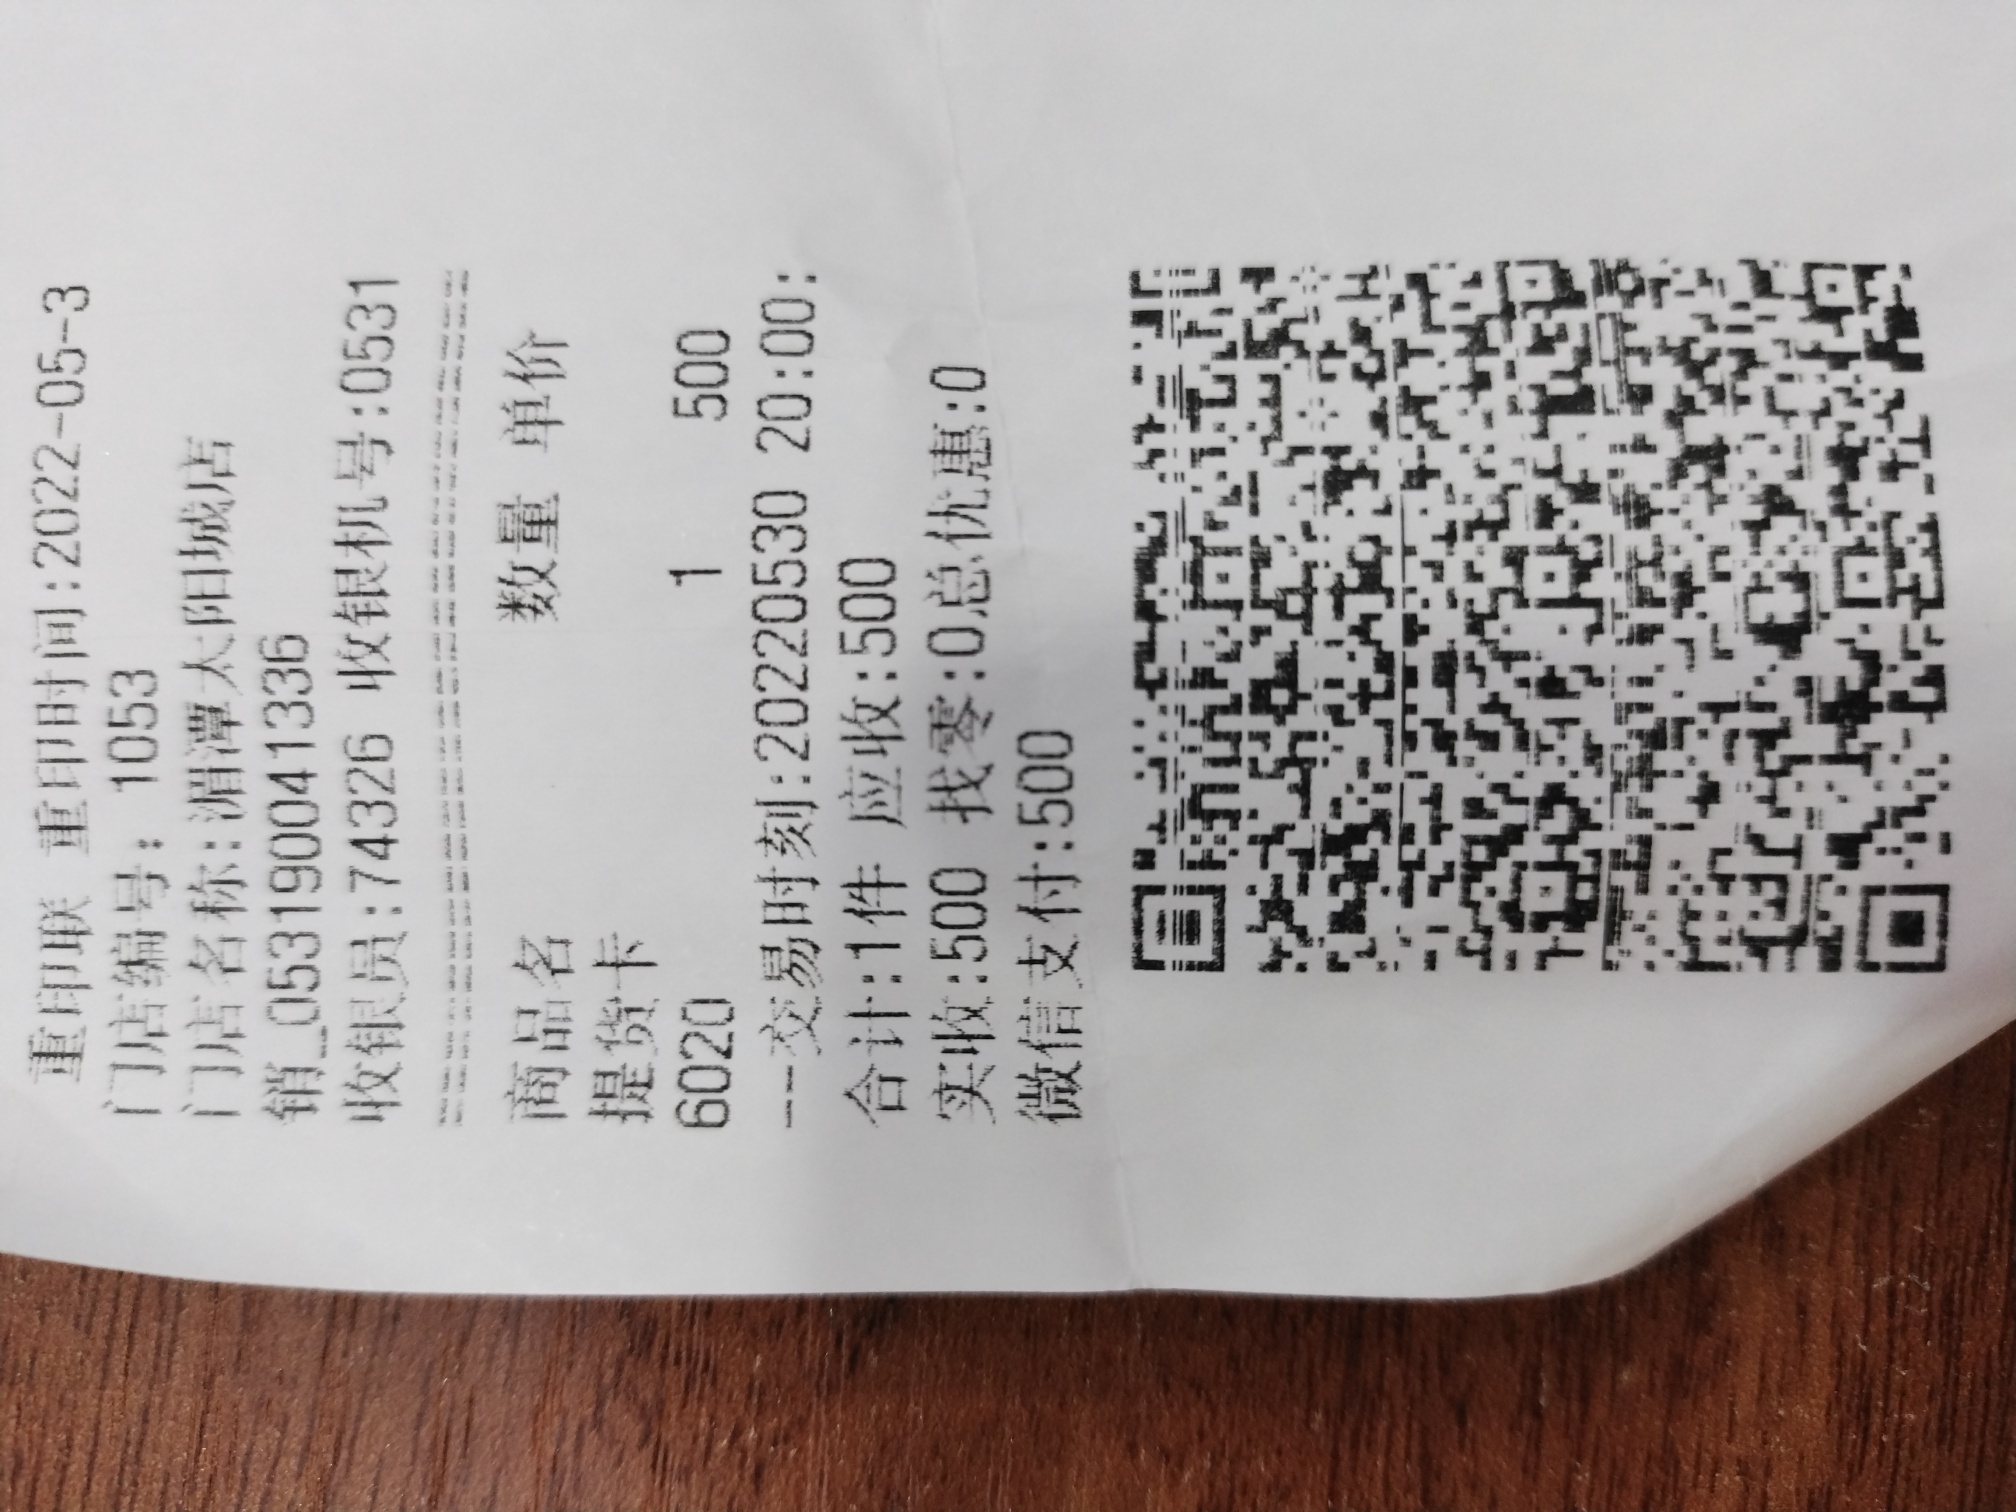 重印联 重印时间:2022-05-3
门店编号: 1053
门店名称:湄潭太阳城店
销_053190041336
收银员:74326 收银机号:0531
商品名 数量 单价
提货卡
6020 1 500
--交易时刻:20220530 20:00:
合计:1件 应收:500
实收:500 找零:0总优惠:0
微信支付:500